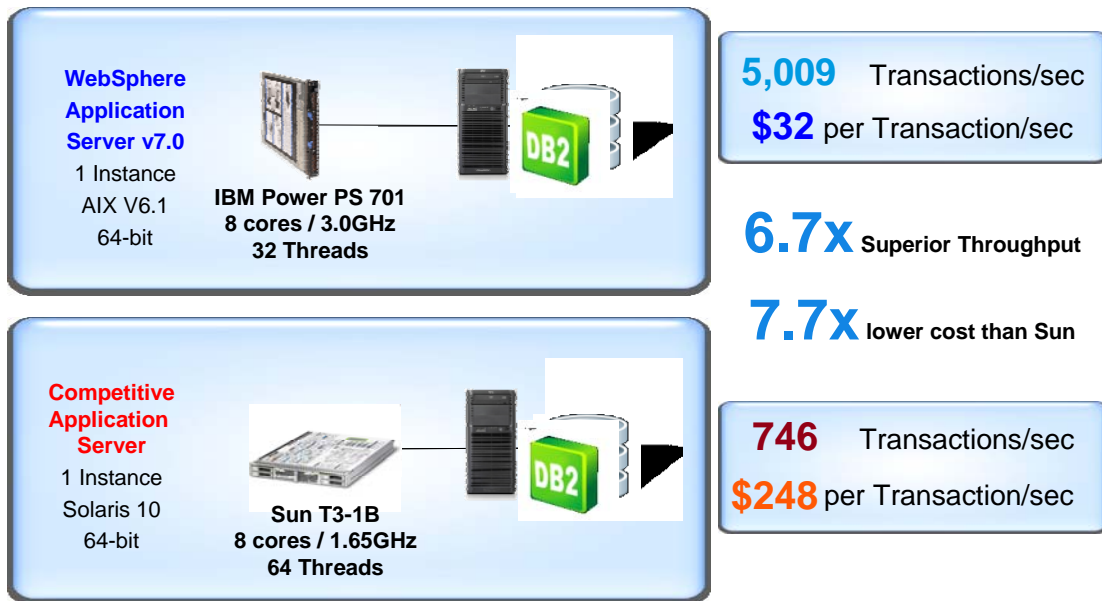 WebSphere
Application
Server v7.0
1 Instance
AIX V6.1
64-bit
IBM Power PS 701
8 cores / 3.0GHz
32 Threads
DB2
5,009 Transactions/sec
$32 per Transaction/sec
6.7x Superior Throughput
7.7x lower cost than Sun
Competitive
Application
Server
1 Instance
Solaris 10
64-bit
Sun T3-1B
8 cores / 1.65GHz
64 Threads
DB2
746 Transactions/sec
$248 per Transaction/sec